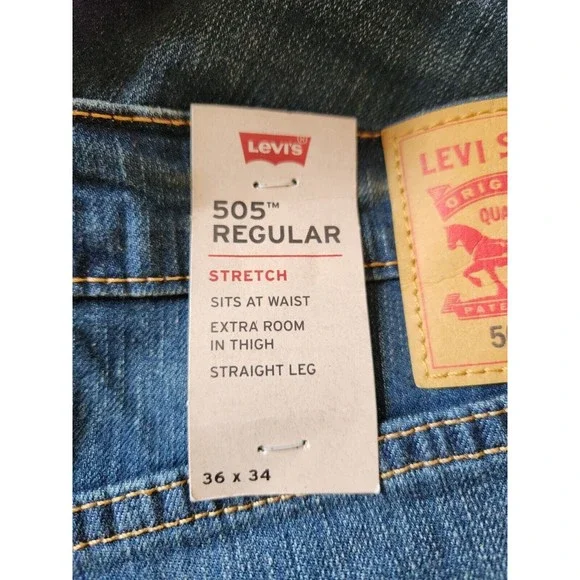 Levi's
505™
REGULAR
STRETCH
SITS AT WAIST
EXTRA ROOM
IN THIGH
STRAIGHT LEG
36 x 34
LEVI S
ORIG
QUA
PATE
50